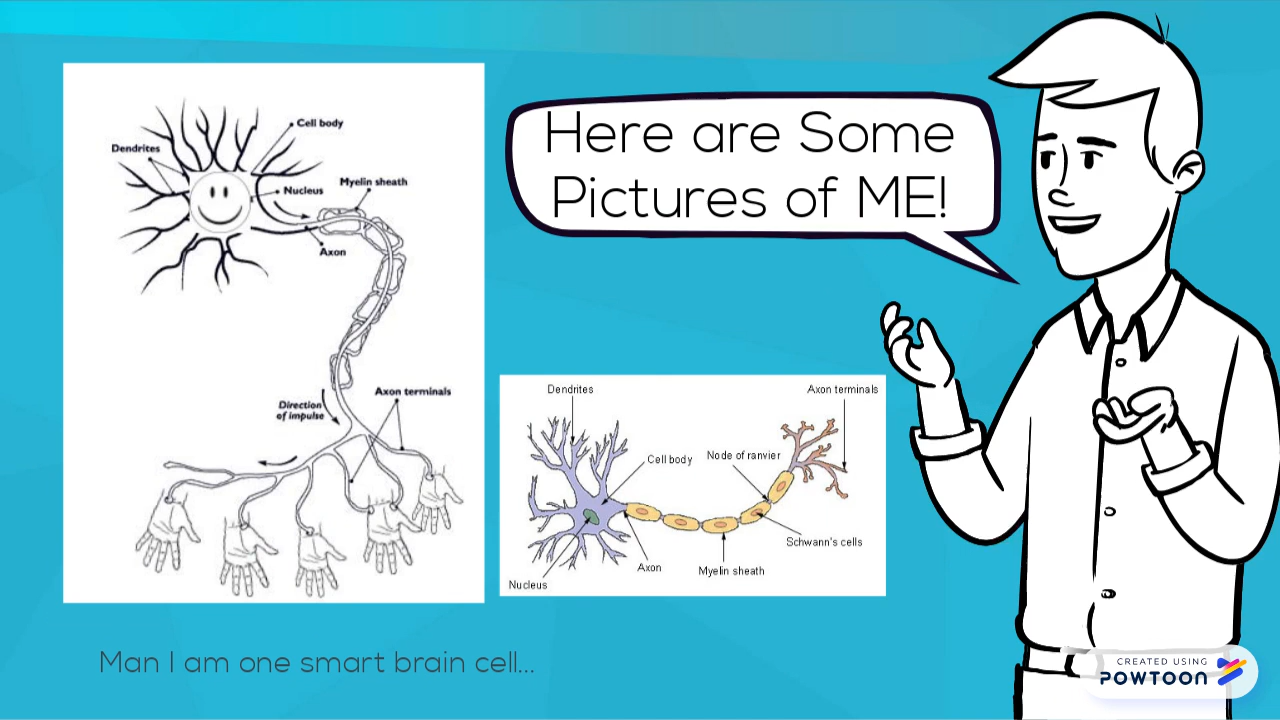 Here are Some
Pictures of ME!
Cell body
Dendrites
Nucleus
Myelin sheath
Axon
Axon terminals
Direction
of impulse
Dendrites
Axon terminals
Cell body
Node of ranvier
Schwann's cells
Axon
Myelin sheath
Nucleus
Man I am one smart brain cell...
CREATED USING
POWTOON